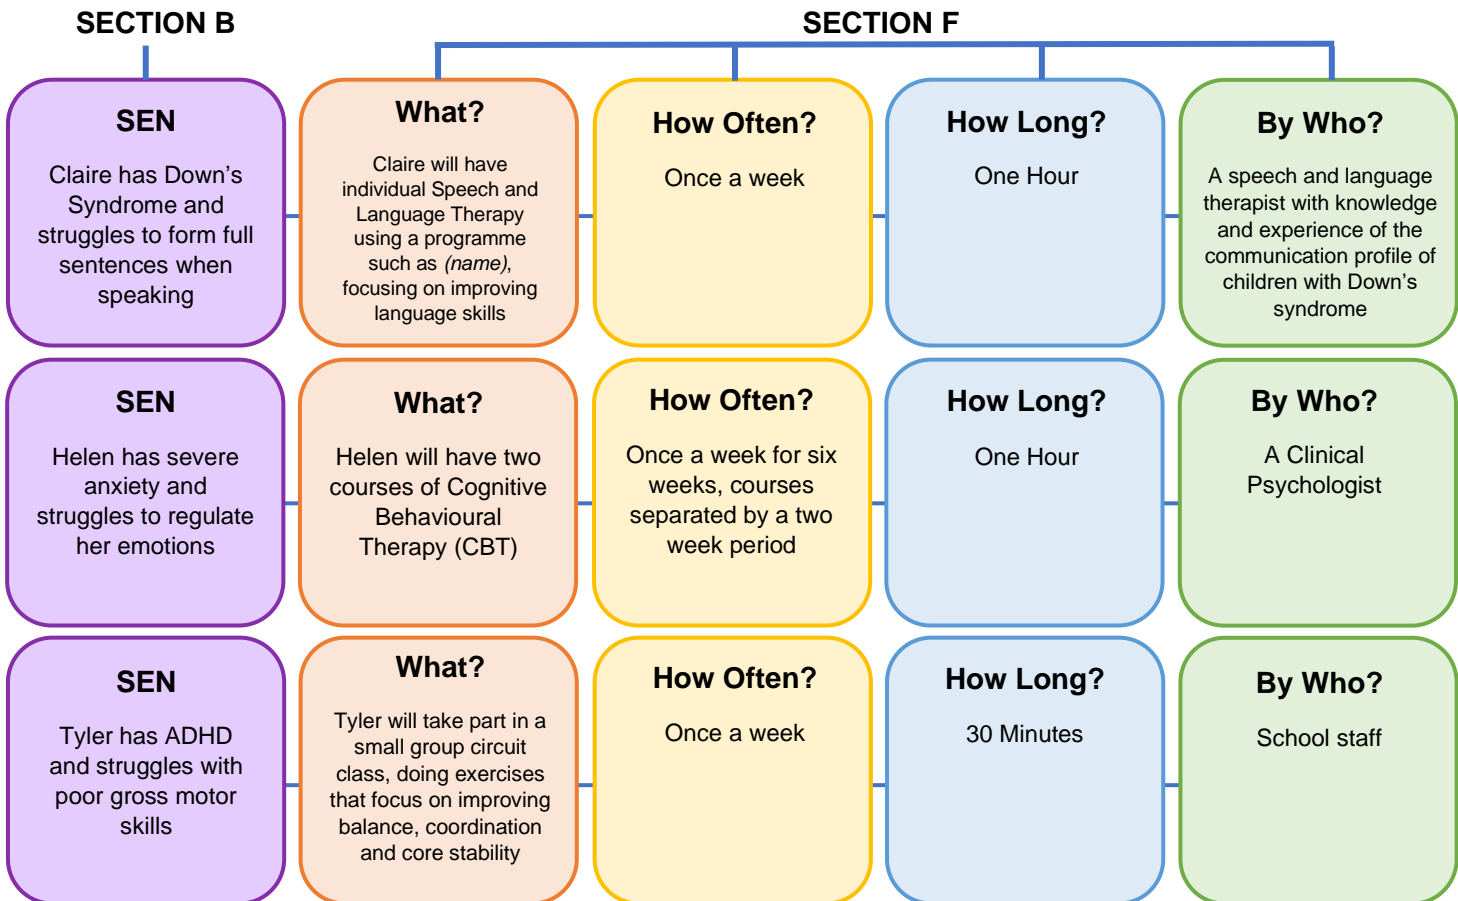 SECTION B
SECTION F
SEN
Claire has Down’s
Syndrome and
struggles to form full
sentences when
speaking
What?
Claire will have
individual Speech and
Language Therapy
using a programme
such as (name),
focusing on improving
language skills
How Often?
Once a week
How Long?
One Hour
By Who?
A speech and language
therapist with knowledge
and experience of the
communication profile of
children with Down’s
syndrome
SEN
Helen has severe
anxiety and
struggles to regulate
her emotions
What?
Helen will have two
courses of Cognitive
Behavioural
Therapy (CBT)
How Often?
Once a week for six
weeks, courses
separated by a two
week period
How Long?
One Hour
By Who?
A Clinical
Psychologist
SEN
Tyler has ADHD
and struggles with
poor gross motor
skills
What?
Tyler will take part in a
small group circuit
class, doing exercises
that focus on improving
balance, coordination
and core stability
How Often?
Once a week
How Long?
30 Minutes
By Who?
School staff